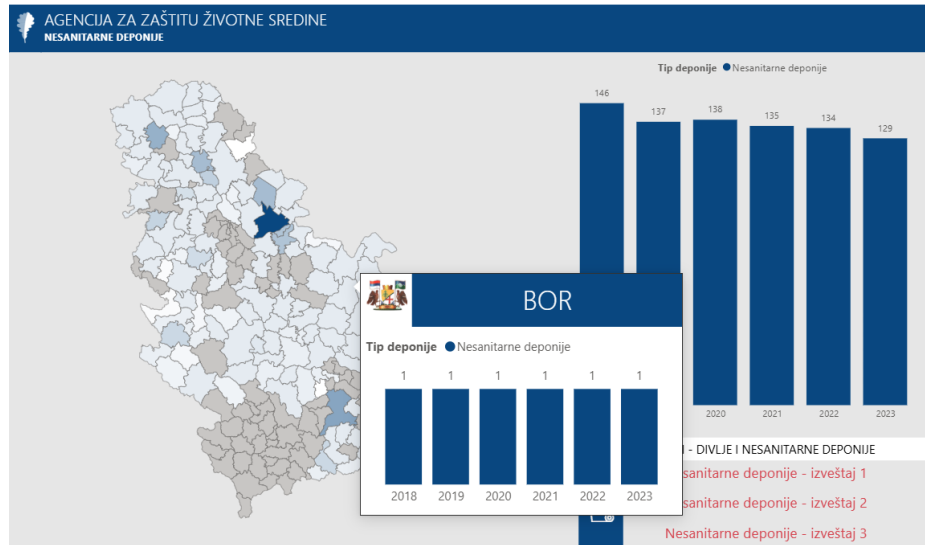 AGENCIJA ZA ZAŠTITU ŽIVOTNE SREDINE
NESANITARNE DEPONIJE
Tip deponije Nesanitarne deponije
146
137
138
135
134
129
2020
2021
2022
2023
BOR
Tip deponije Nesanitarne deponije
1 1 1 1 1 1
2018 2019 2020 2021 2022 2023
- DIVLJE I NESANITARNE DEPONIJE
deponije - izveštaj 1
deponije - izveštaj 2
Nesanitarne deponije - izveštaj 3